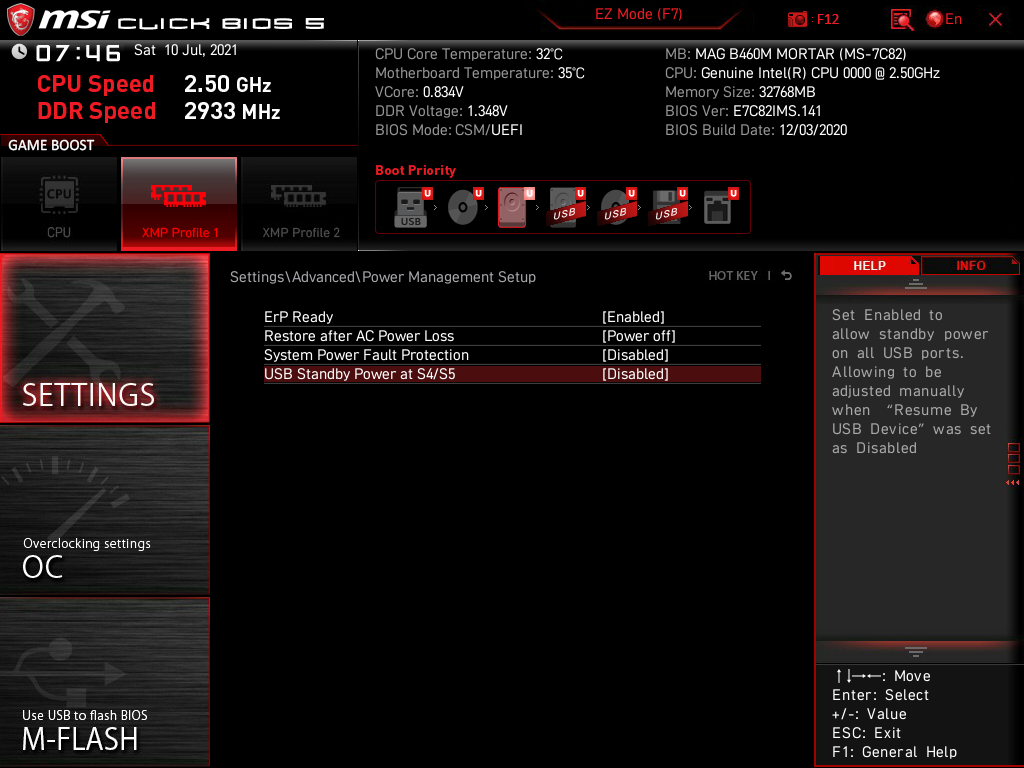 msi CLICK BIOS 5
EZ Mode (F7)
: F12
En
07:46 Sat 10 Jul, 2021
CPU Speed 2.50 GHz
DDR Speed 2933 MHz
CPU Core Temperature: 32°C
Motherboard Temperature: 35°C
VCore: 0.834V
DDR Voltage: 1.348V
BIOS Mode: CSM/UEFI
MB: MAG B460M MORTAR (MS-7C82)
CPU: Genuine Intel(R) CPU 0000 @ 2.50GHz
Memory Size: 32768MB
BIOS Ver: E7C82IMS.141
BIOS Build Date: 12/03/2020
GAME BOOST
CPU
CPU
XMP Profile 1
XMP Profile 2
Boot Priority
U U U U U U U
USB USB USB USB
SETTINGS
Overclocking settings
OC
Use USB to flash BIOS
M-FLASH
Settings\Advanced\Power Management Setup
HOT KEY |
ErP Ready [Enabled]
Restore after AC Power Loss [Power off]
System Power Fault Protection [Disabled]
USB Standby Power at S4/S5 [Disabled]
HELP INFO
Set Enabled to
allow standby power
on all USB ports.
Allowing to be
adjusted manually
when “Resume By
USB Device” was set
as Disabled
↑↓→←: Move
Enter: Select
+/-: Value
ESC: Exit
F1: General Help